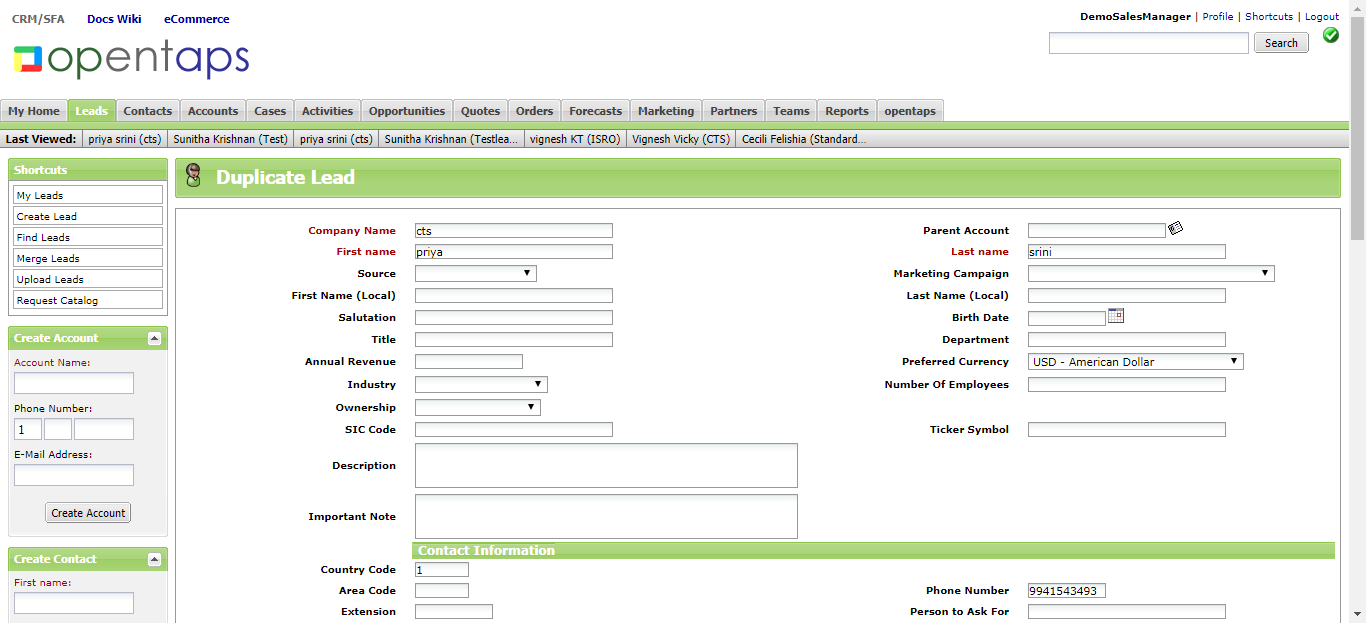 CRM/SFA Docs Wiki eCommerce
DemoSalesManager | Profile | Shortcuts | Logout
opentaps
Search
My Home Leads Contacts Accounts Cases Activities Opportunities Quotes Orders Forecasts Marketing Partners Teams Reports opentaps
Last Viewed: priya srini (cts) Sunitha Krishnan (Test) priya srini (cts) Sunitha Krishnan (Testlea... vignesh KT (ISRO) Vignesh Vicky (CTS) Cecili Felishia (Standard...
Shortcuts
My Leads
Create Lead
Find Leads
Merge Leads
Upload Leads
Request Catalog
Create Account
Account Name:
Phone Number:
1
E-Mail Address:
Create Account
Create Contact
First name:
Duplicate Lead
Company Name cts Parent Account
First name priya Last name srini
Source Marketing Campaign
First Name (Local) Last Name (Local)
Salutation Birth Date
Title Department
Annual Revenue Preferred Currency USD - American Dollar
Industry Number Of Employees
Ownership
SIC Code Ticker Symbol
Description
Important Note
Contact Information
Country Code 1
Area Code Phone Number 9941543493
Extension Person to Ask For